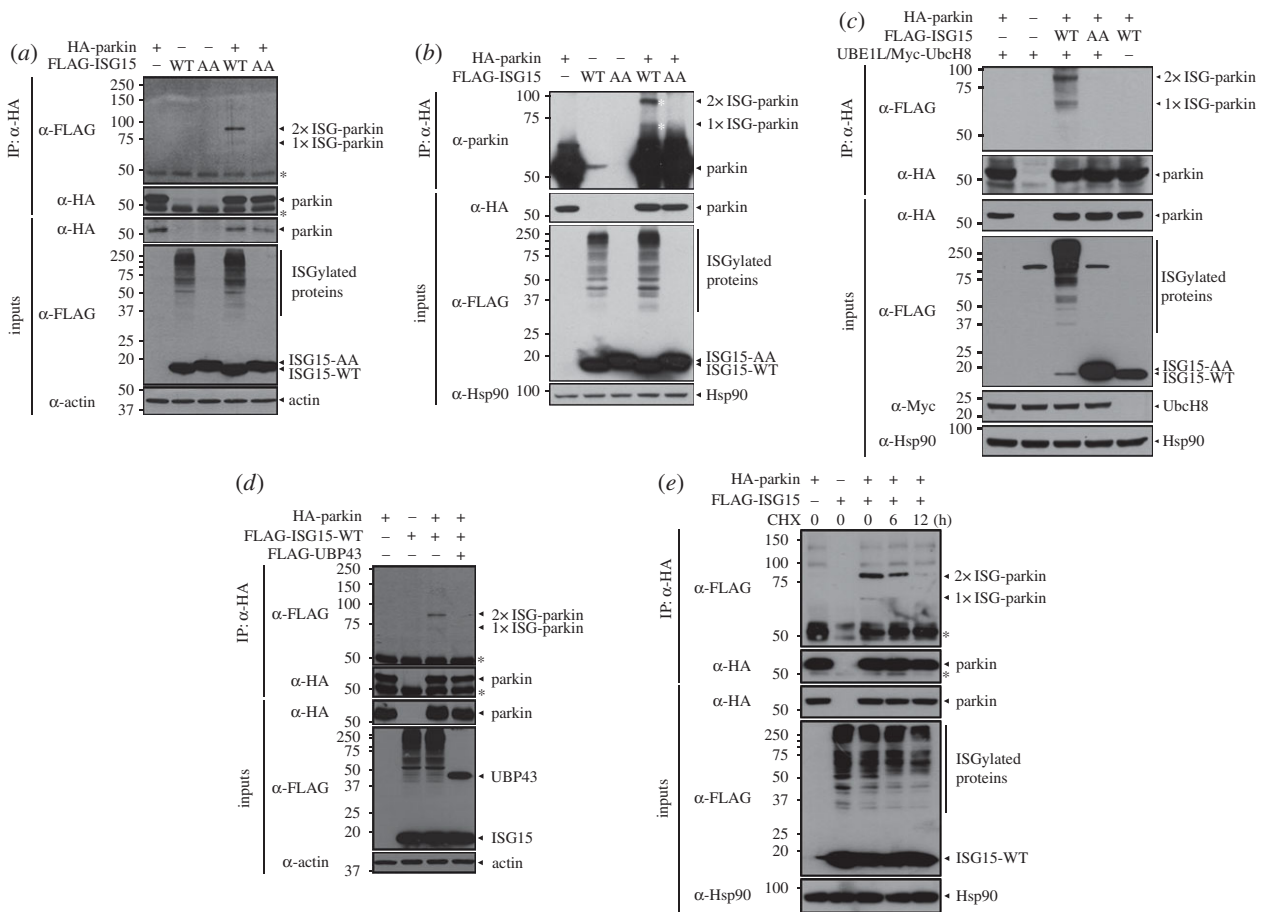 (a)
HA-parkin + – – + +
FLAG-ISG15 – WT AA WT AA
IP: α-HA
250
150
100
75
50
α-FLAG
2× ISG-parkin
1× ISG-parkin
*
α-HA
50
parkin
*
inputs
α-HA
50
parkin
α-FLAG
250
75
50
37
25
20
ISGylated
proteins
ISG15-AA
ISG15-WT
α-actin
50
37
actin
(b)
HA-parkin + – – + +
FLAG-ISG15 – WT AA WT AA
IP: α-HA
100
75
50
α-parkin
*
*
2× ISG-parkin
1× ISG-parkin
parkin
inputs
α-HA
50
parkin
α-FLAG
250
75
50
37
25
20
ISGylated
proteins
ISG15-AA
ISG15-WT
α-Hsp90
100
Hsp90
(c)
HA-parkin + – + + +
FLAG-ISG15 – – WT AA WT
UBE1L/Myc-UbcH8 + + + + –
IP: α-HA
100
75
50
α-FLAG
2× ISG-parkin
1× ISG-parkin
α-HA
50
parkin
inputs
α-HA
50
parkin
α-FLAG
250
75
50
37
25
20
ISGylated
proteins
ISG15-AA
ISG15-WT
α-Myc
25
20
UbcH8
α-Hsp90
100
Hsp90
(d)
HA-parkin + – + +
FLAG-ISG15-WT – + + +
FLAG-UBP43 – – – +
IP: α-HA
250
150
100
75
50
α-FLAG
2× ISG-parkin
1× ISG-parkin
*
α-HA
50
parkin
*
inputs
α-HA
50
parkin
α-FLAG
250
75
50
37
25
20
UBP43
ISG15
α-actin
37
actin
(e)
HA-parkin + – + + +
FLAG-ISG15 – + + + +
CHX 0 0 0 6 12 (h)
IP: α-HA
150
100
75
50
α-FLAG
2× ISG-parkin
1× ISG-parkin
*
α-HA
50
parkin
*
inputs
α-HA
50
parkin
α-FLAG
250
75
50
37
25
20
ISGylated
proteins
ISG15-WT
α-Hsp90
100
Hsp90